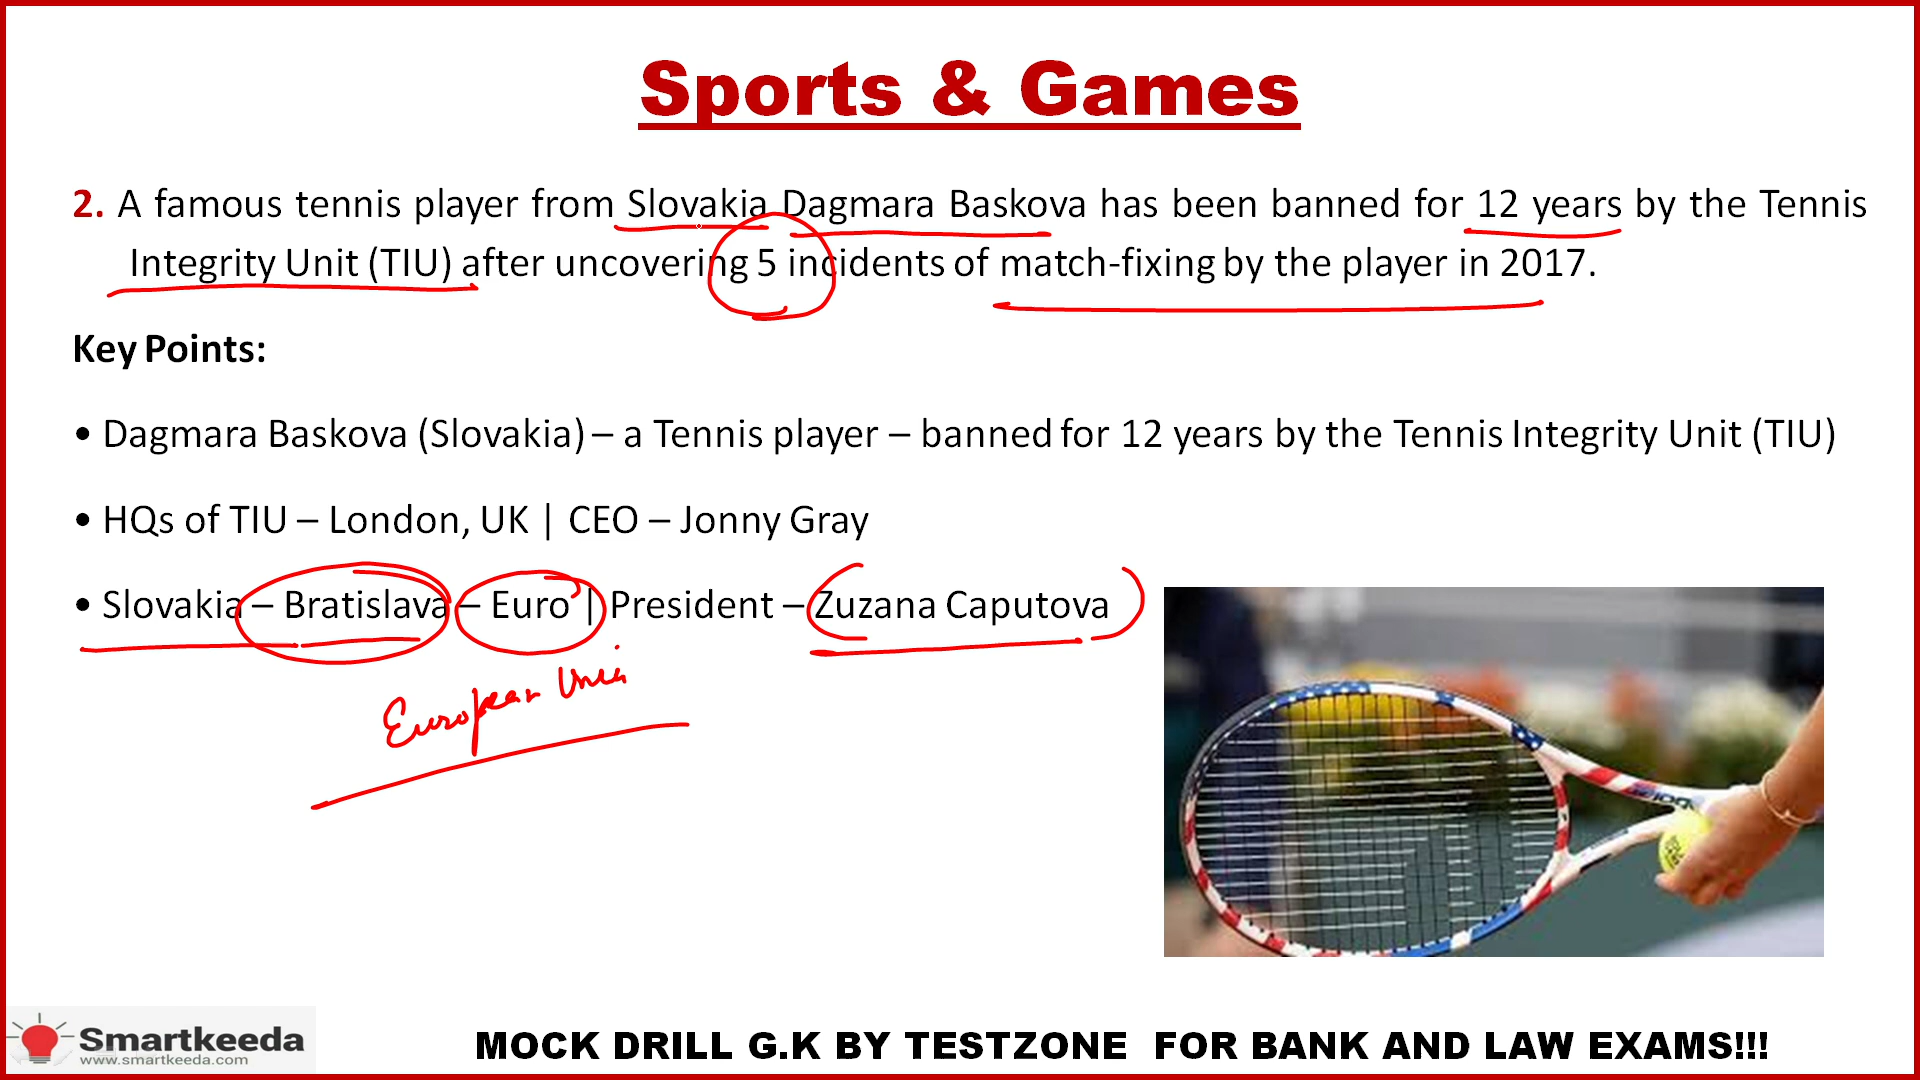 Sports & Games
2. A famous tennis player from Slovakia Dagmara Baskova has been banned for 12 years by the Tennis
Integrity Unit (TIU) after uncovering 5 incidents of match-fixing by the player in 2017.
Key Points:
• Dagmara Baskova (Slovakia) – a Tennis player – banned for 12 years by the Tennis Integrity Unit (TIU)
• HQs of TIU – London, UK | CEO – Jonny Gray
• Slovakia – Bratislava – Euro | President – Zuzana Caputova
European
Smartkeeda
www.smartkeeda.com
MOCK DRILL G.K BY TESTZONE FOR BANK AND LAW EXAMS!!!